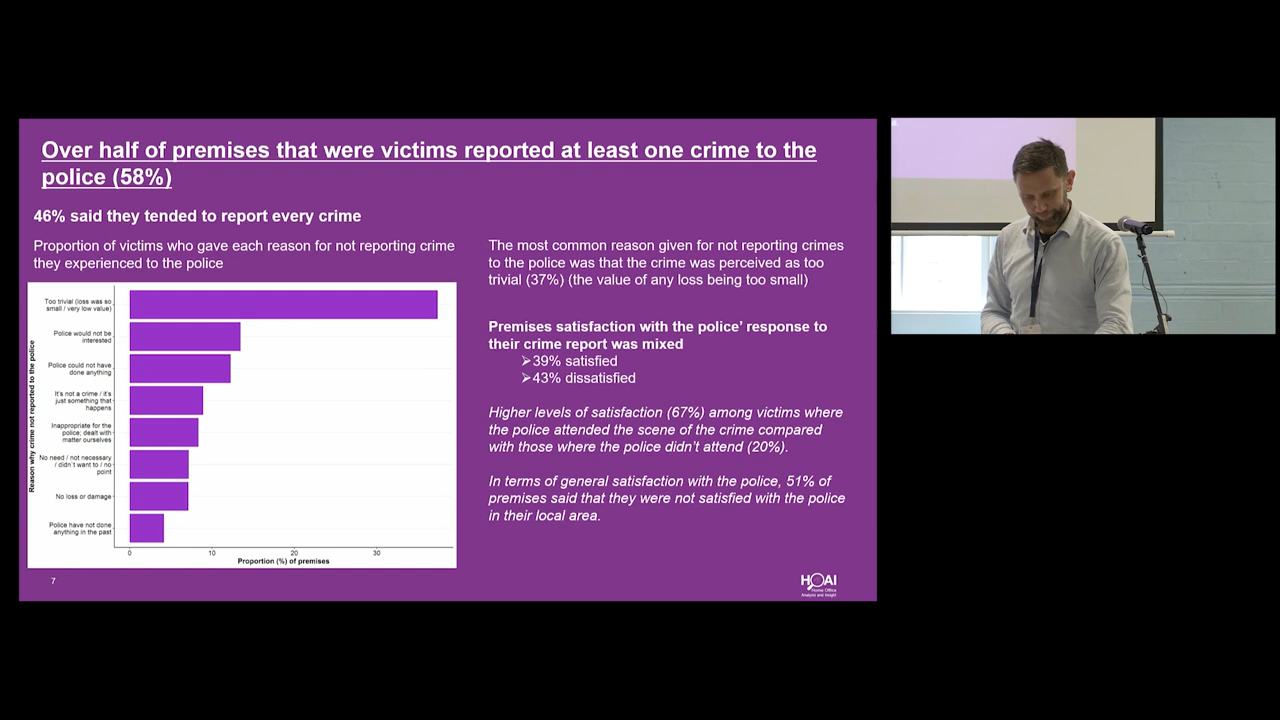 Over half of premises that were victims reported at least one crime to the
police (58%)
46% said they tended to report every crime
Proportion of victims who gave each reason for not reporting crime
they experienced to the police
Reason why crime not reported to the police
Too trivial (loss was so
small / very low value)
Police would not be
interested
Police could not have
done anything
It's not a crime / it's
just something that
happens
Inappropriate for the
police; dealt with
matter ourselves
No need / not necessary
/ didn't want to / no
point
No loss or damage
Police have not done
anything in the past
0 10 20 30
Proportion (%) of premises
The most common reason given for not reporting crimes
to the police was that the crime was perceived as too
trivial (37%) (the value of any loss being too small)
Premises satisfaction with the police' response to
their crime report was mixed
➢39% satisfied
➢43% dissatisfied
Higher levels of satisfaction (67%) among victims where
the police attended the scene of the crime compared
with those where the police didn't attend (20%).
In terms of general satisfaction with the police, 51% of
premises said that they were not satisfied with the police
in their local area.
7
HOAI
Home Office
Analysis and Insight